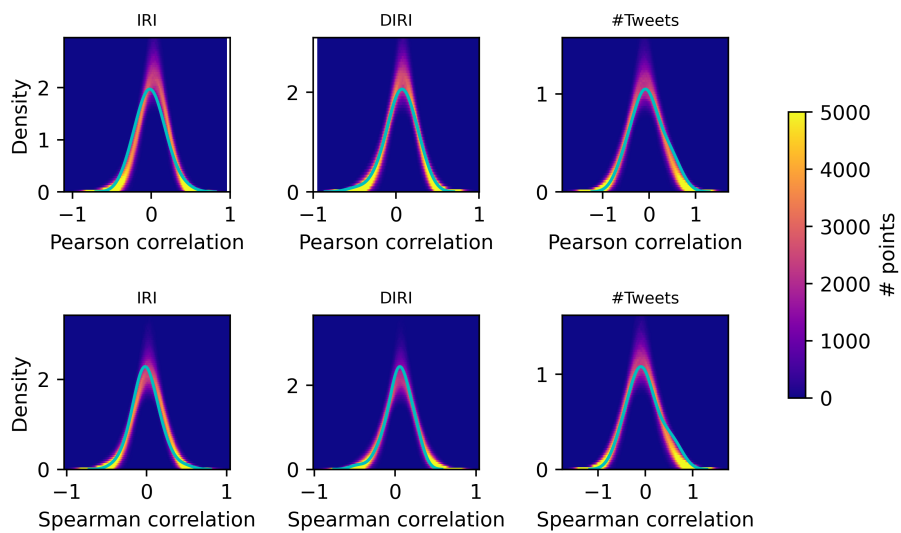 IRI DIRI #Tweets
Density
2
1
0
−1 0 1
Pearson correlation
2
0
−1 0 1
Pearson correlation
1
0
−1 0 1
Pearson correlation
5000
4000
3000
2000
1000
0
# points
IRI DIRI #Tweets
Density
2
0
−1 0 1
Spearman correlation
2
0
−1 0 1
Spearman correlation
1
0
−1 0 1
Spearman correlation